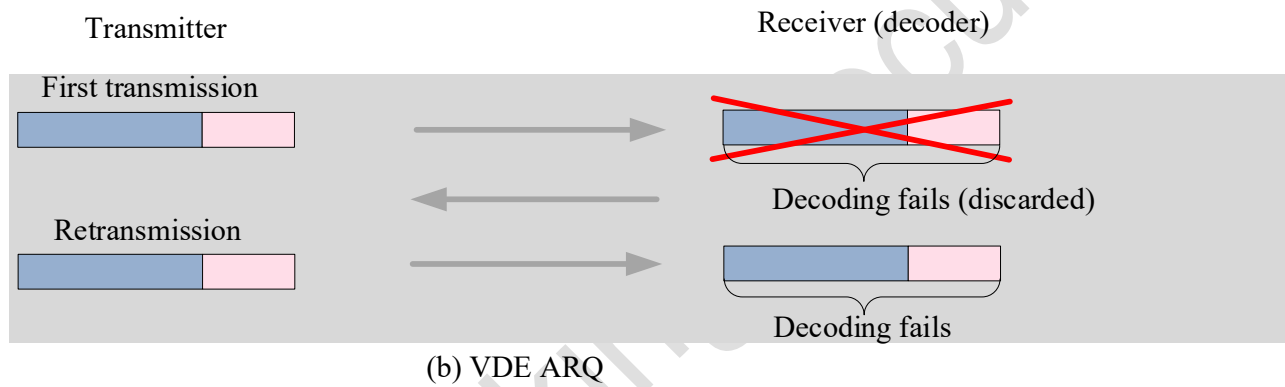 Transmitter
Receiver (decoder)
First transmission
Decoding fails (discarded)
Retransmission
Decoding fails
(b) VDE ARQ